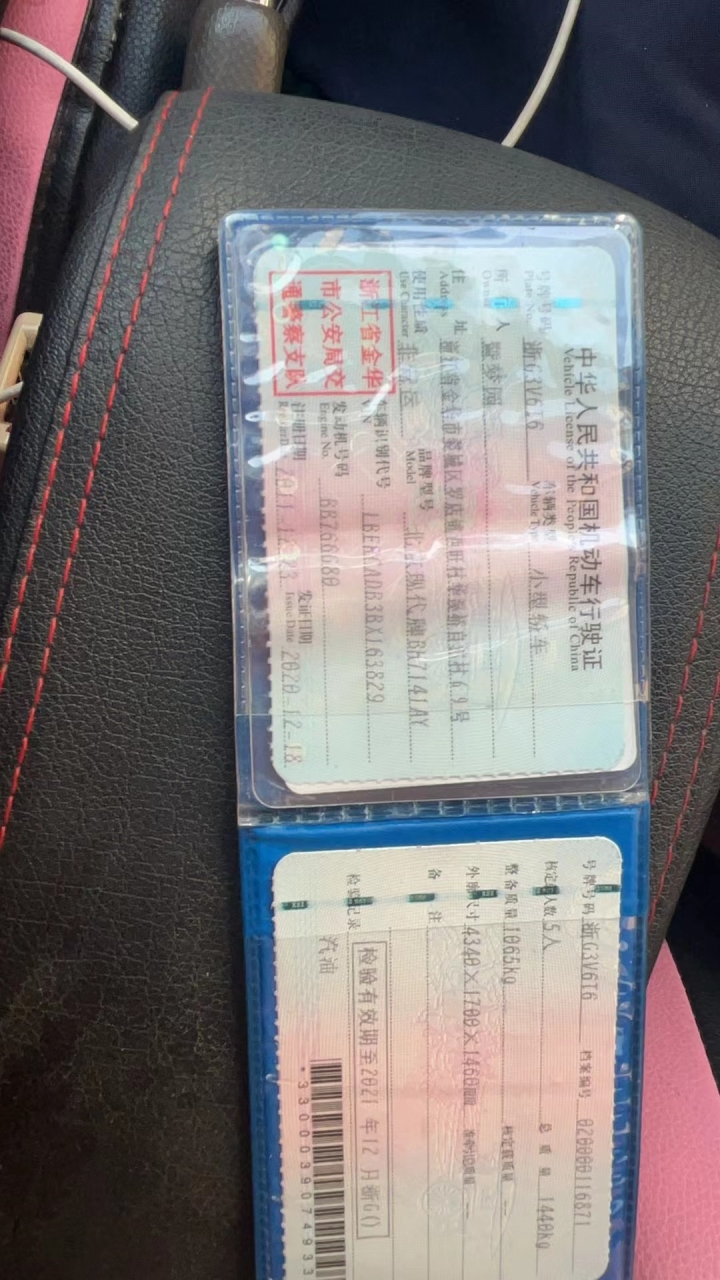 中华人民共和国机动车行驶证
Vehicle License of the People's Republic of China
号牌号码 浙G3V6T6 车辆类型 小型轿车
Plate No. Vehicle Type
所 人
Owner
住 址 浙江省金华市婺城区罗店镇
Address
使用性质 非营运 品牌型号 北京现代牌BH7141AY
Use Character Model
浙江省金华
市公安局交
通警察支队
车辆识别代号 LBERCADB3BX163829
VIN
发动机号码 BB766680
Engine No.
注册日期 2011-12-23 发证日期 2020-12-18
Issue Date
号牌号码 浙G3V6T6 档案编号
核定载人数 5人 总质量 1440kg
整备质量 1065kg 核定载质量 --
外廓尺寸 4340×1700×1460mm 准牵引总质量 --
备 注
检验记录 检验有效期至2021年12月浙G()
汽油
*3300039074933